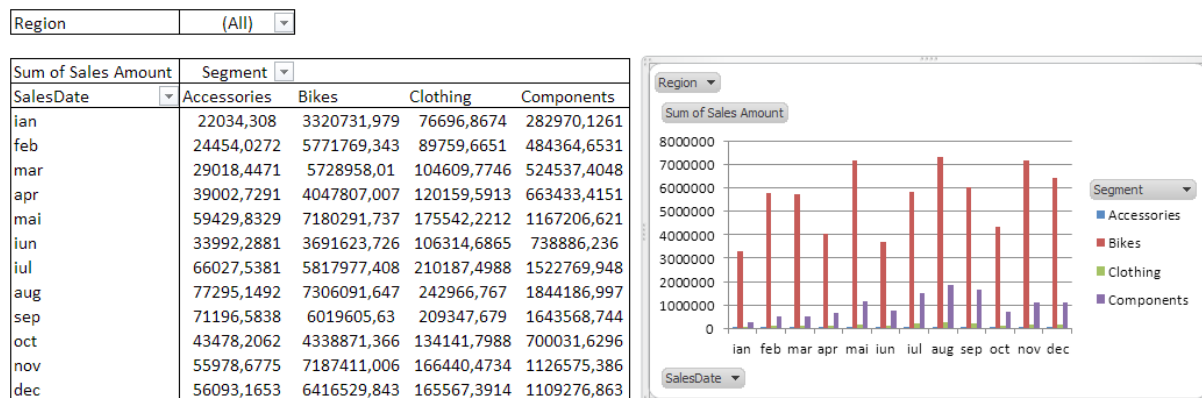 Region (All)
Sum of Sales Amount Segment
SalesDate Accessories Bikes Clothing Components
ian 22034,308 3320731,979 76696,8674 282970,1261
feb 24454,0272 5771769,343 89759,6651 484364,6531
mar 29018,4471 5728958,01 104609,7746 524537,4048
apr 39002,7291 4047807,007 120159,5913 663433,4151
mai 59429,8329 7180291,737 175542,2212 1167206,621
iun 33992,2881 3691623,726 106314,6865 738886,236
iul 66027,5381 5817977,408 210187,4988 1522769,948
aug 77295,1492 7306091,647 242966,767 1844186,997
sep 71196,5838 6019605,63 209347,679 1643568,744
oct 43478,2062 4338871,366 134141,7988 700031,6296
nov 55978,6775 7187411,006 166440,4734 1126575,386
dec 56093,1653 6416529,843 165567,3914 1109276,863
Region
Sum of Sales Amount
8000000
7000000
6000000
5000000
4000000
3000000
2000000
1000000
0
ian feb mar apr mai iun iul aug sep oct nov dec
SalesDate
Segment
Accessories
Bikes
Clothing
Components